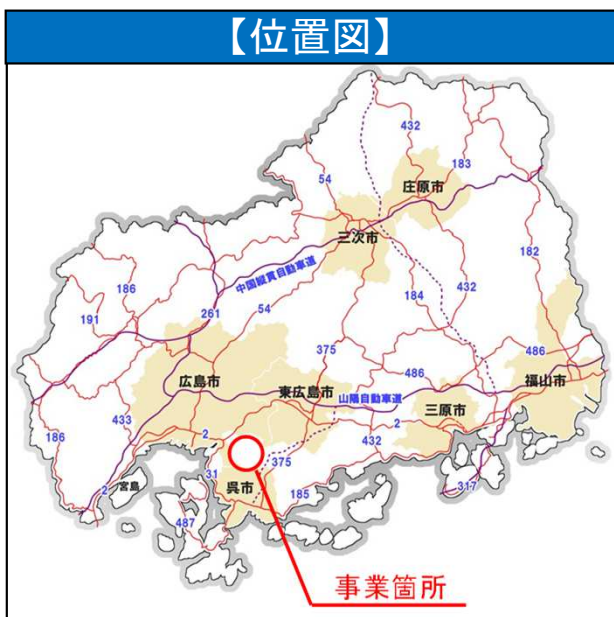 【位置図】
432
183
54
庄原市
三次市
182
中国縦貫自動車道
186
261
54
184
432
191
375
486
486
広島市
東広島市
山陽自動車道
福山市
三原市
433
2
2
432
186
375
31
宮島
2
呉市
185
317
487
事業箇所